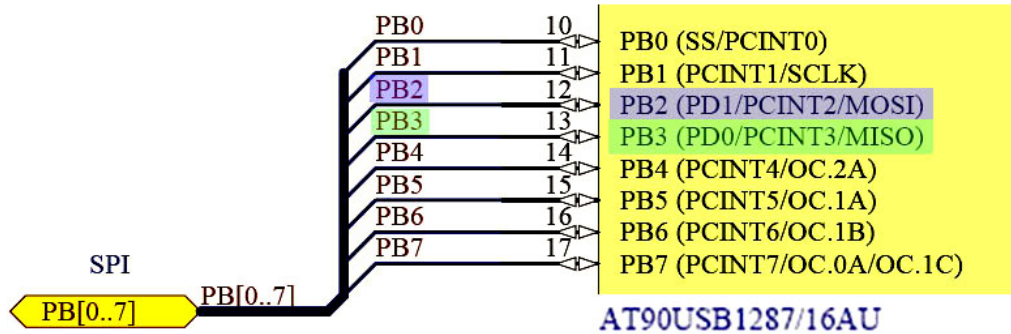 PB0 10 PB0 (SS/PCINT0)
PB1 11 PB1 (PCINT1/SCLK)
PB2 12 PB2 (PD1/PCINT2/MOSI)
PB3 13 PB3 (PD0/PCINT3/MISO)
PB4 14 PB4 (PCINT4/OC.2A)
PB5 15 PB5 (PCINT5/OC.1A)
PB6 16 PB6 (PCINT6/OC.1B)
PB7 17 PB7 (PCINT7/OC.0A/OC.1C)
SPI
PB[0..7] PB[0..7]
AT90USB1287/16AU